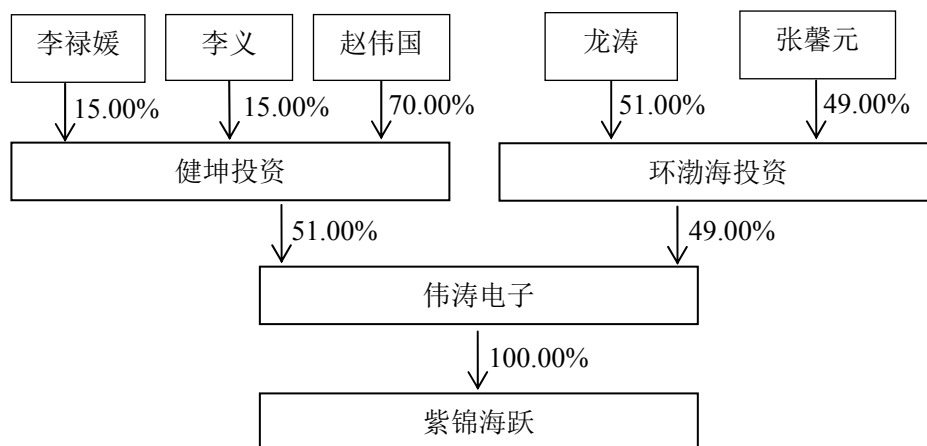 李禄媛 李义 赵伟国 龙涛 张馨元
15.00% 15.00% 70.00% 51.00% 49.00%
健坤投资 环渤海投资
51.00% 49.00%
伟涛电子
100.00%
紫锦海跃